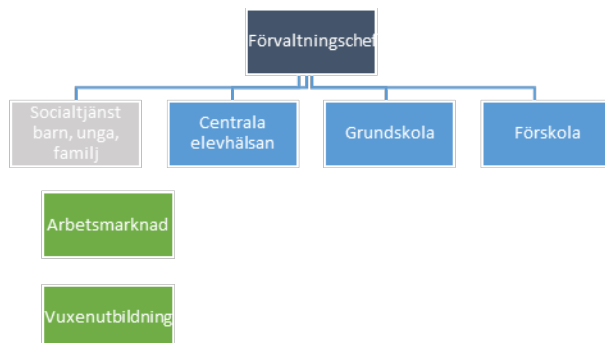 Förvaltningschef
Socialtjänst
barn, unga,
familj
Centrala
elevhälsan
Grundskola
Förskola
Arbetsmarknad
Vuxenutbildning